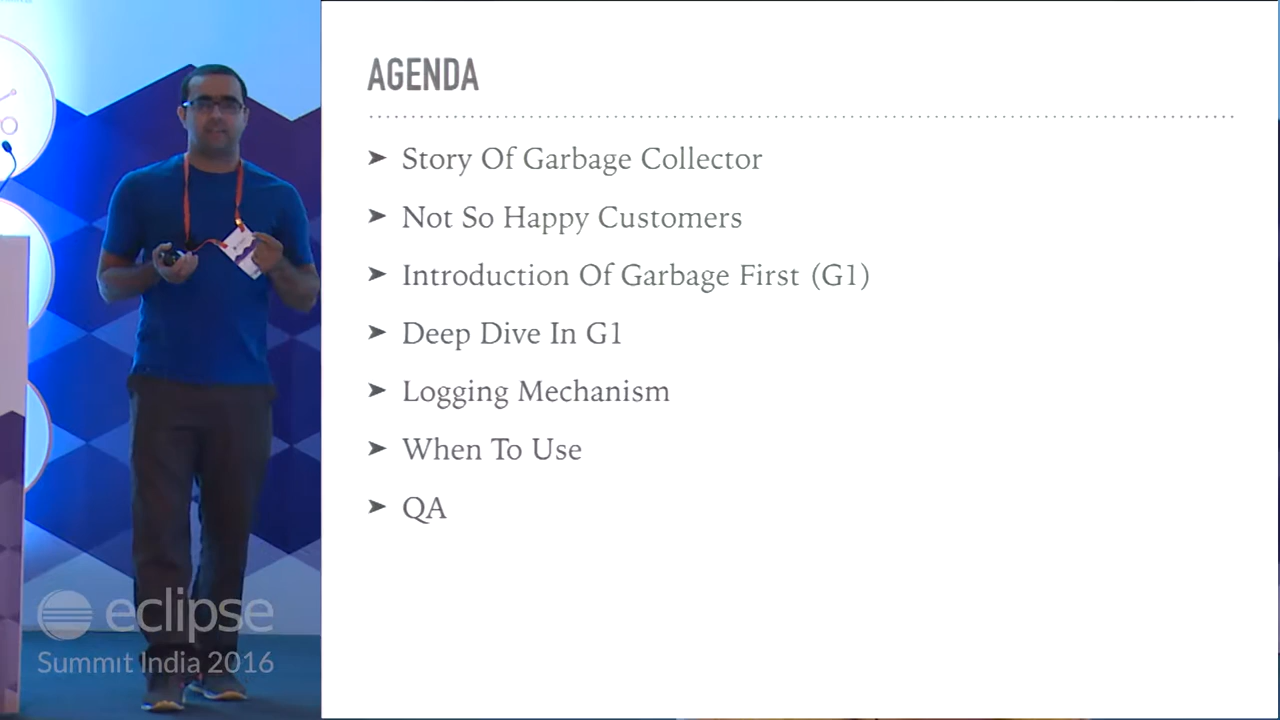 AGENDA
Story Of Garbage Collector
Not So Happy Customers
Introduction Of Garbage First (G1)
Deep Dive In G1
Logging Mechanism
When To Use
QA
eclipse
Summit India 2016